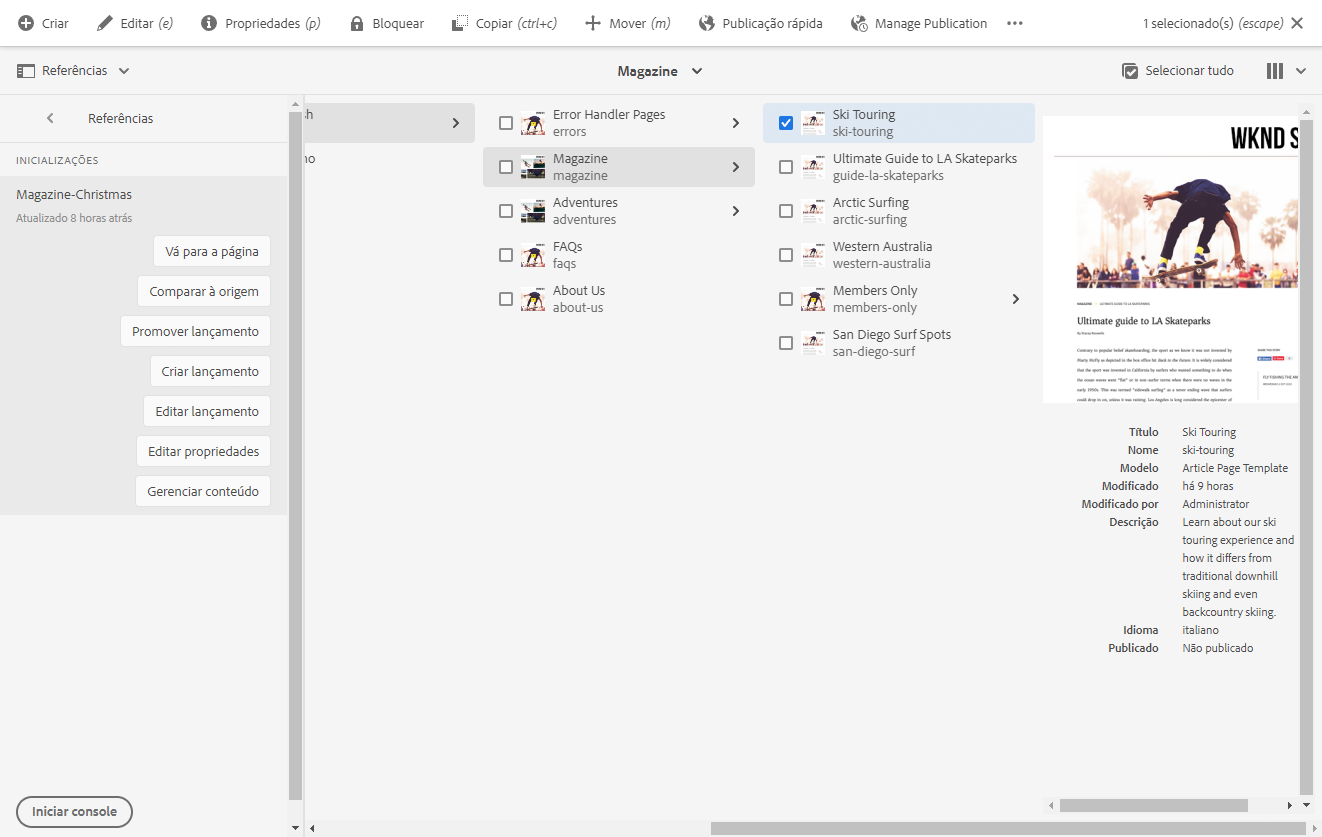 Criar
Editar (e)
Propriedades (p)
Bloquear
Copiar (ctrl+c)
Mover (m)
Publicação rápida
Manage Publication
1 selecionado(s) (escape)
Referências
Magazine
Selecionar tudo
Referências
INICIALIZAÇÕES
Magazine-Christmas
Atualizado 8 horas atrás
Vá para a página
Comparar à origem
Promover lançamento
Criar lançamento
Editar lançamento
Editar propriedades
Gerenciar conteúdo
Iniciar console
Error Handler Pages
errors
Magazine
magazine
Adventures
adventures
FAQs
faqs
About Us
about-us
Ski Touring
ski-touring
Ultimate Guide to LA Skateparks
guide-la-skateparks
Arctic Surfing
arctic-surfing
Western Australia
western-australia
Members Only
members-only
San Diego Surf Spots
san-diego-surf
WKND S
Ultimate guide to LA Skateparks
Título Ski Touring
Nome ski-touring
Modelo Article Page Template
Modificado há 9 horas
Modificado por Administrator
Descrição Learn about our ski
touring experience and
how it differs from
traditional downhill
skiing and even
backcountry skiing.
Idioma italiano
Publicado Não publicado